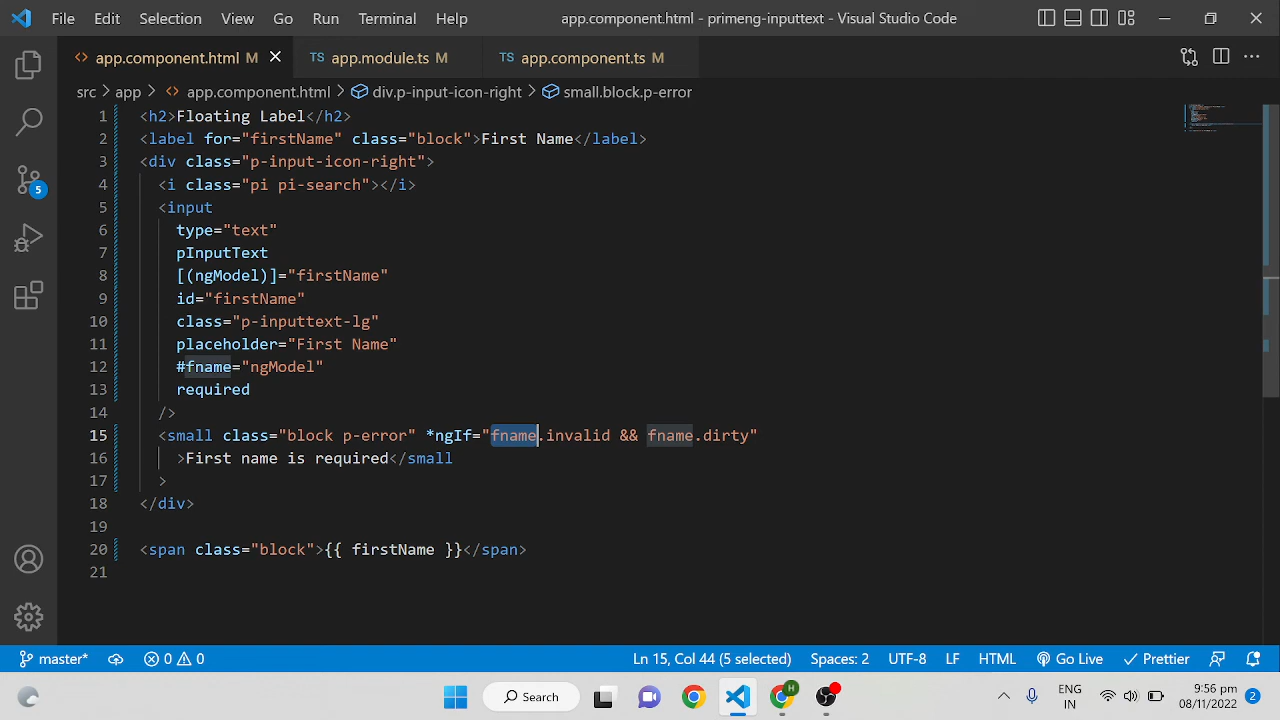 File Edit Selection View Go Run Terminal Help app.component.html - primeng-inputtext - Visual Studio Code
<> app.component.html M TS app.module.ts M TS app.component.ts M
src > app > <> app.component.html > div.p-input-icon-right > small.block.p-error
1 <h2>Floating Label</h2>
2 <label for="firstName" class="block">First Name</label>
3 <div class="p-input-icon-right">
4 <i class="pi pi-search"></i>
5 <input
6 type="text"
7 pInputText
8 [(ngModel)]="firstName"
9 id="firstName"
10 class="p-inputtext-lg"
11 placeholder="First Name"
12 #fname="ngModel"
13 required
14 />
15 <small class="block p-error" *ngIf="fname.invalid && fname.dirty"
16 >First name is required</small
17 >
18 </div>
19
20 <span class="block">{{ firstName }}</span>
21
5
master* 0 0 Ln 15, Col 44 (5 selected) Spaces: 2 UTF-8 LF HTML Go Live Prettier
Search H ENG 9:56 pm
IN 08/11/2022 2